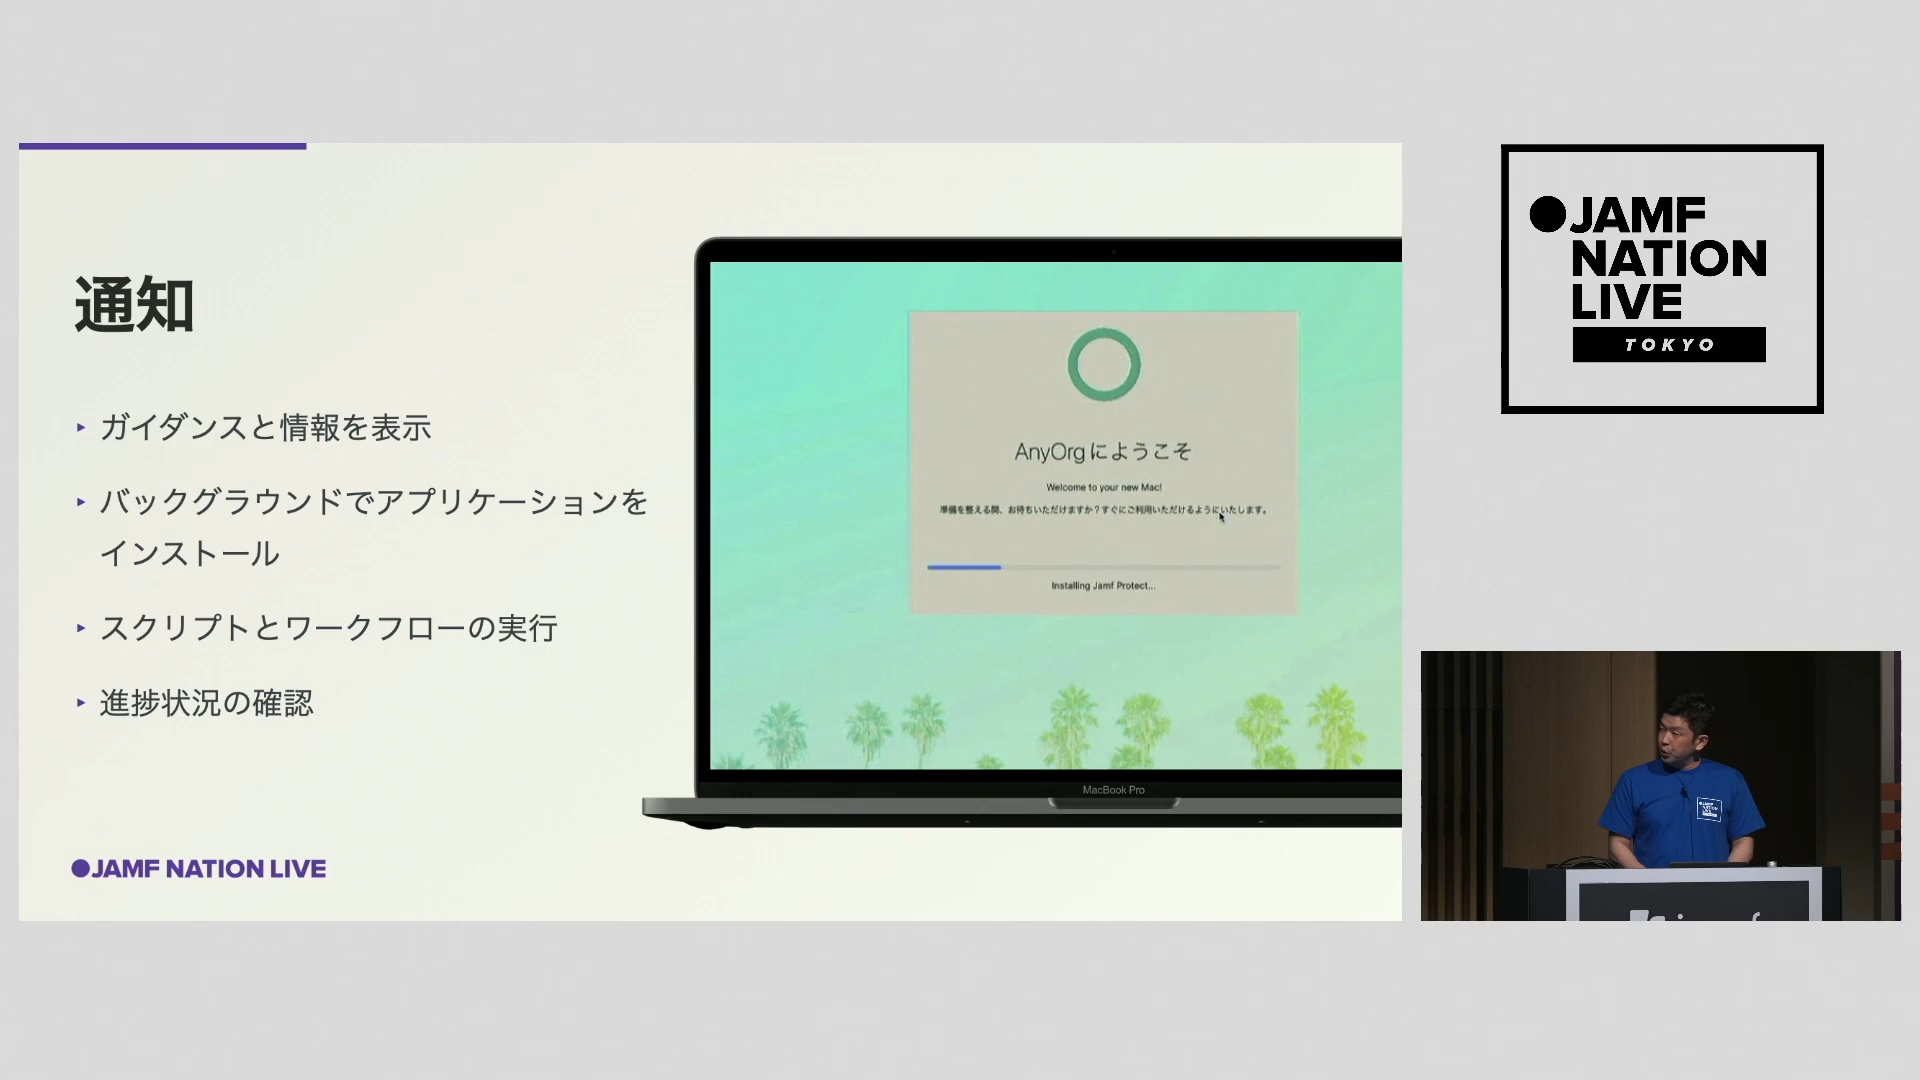 通知
ガイダンスと情報を表示
バックグラウンドでアプリケーションを
インストール
スクリプトとワークフローの実行
進捗状況の確認
JAMF NATION LIVE
AnyOrgにようこそ
Welcome to your new Mac!
準備を整える間、お待ちいただけますか？すぐにご利用いただけるようにいたします。
Installing Jamf Protect...
MacBook Pro
JAMF
NATION
LIVE
TOKYO